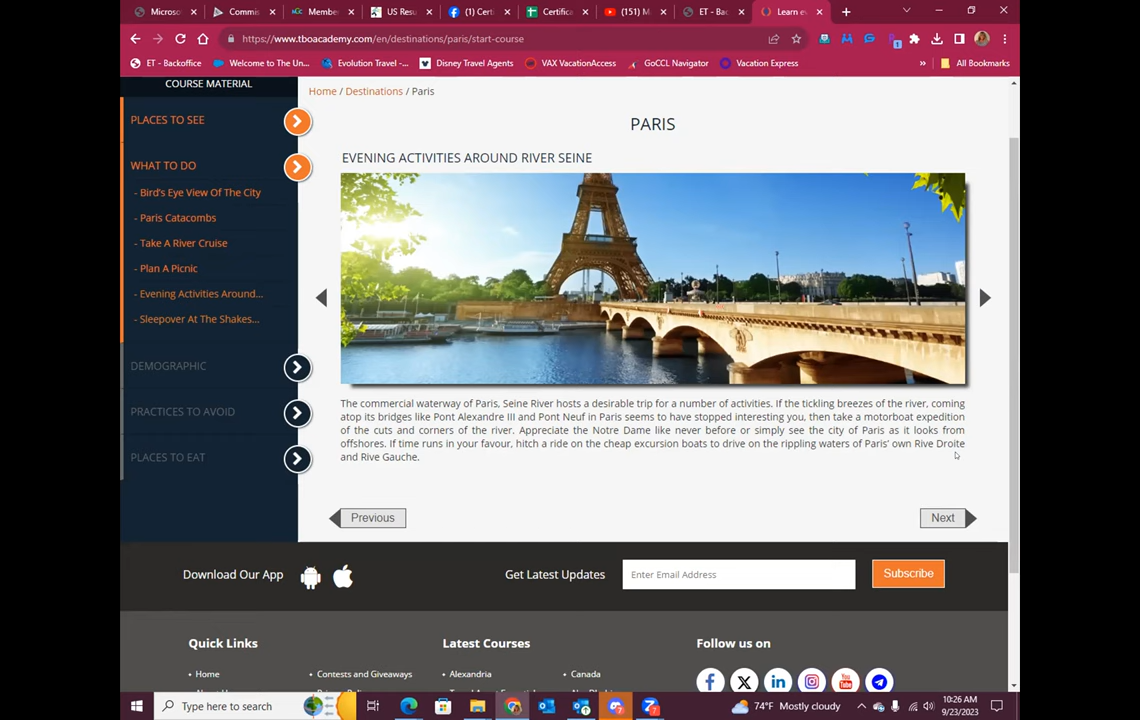 Microso
Commis
Member
US Resu
(1) Certi
Certifica
(151) M
ET - Bac
Learn ev
https://www.tboacademy.com/en/destinations/paris/start-course
ET - Backoffice
Welcome to The Un...
Evolution Travel -...
Disney Travel Agents
VAX VacationAccess
GoCCL Navigator
Vacation Express
»
All Bookmarks
COURSE MATERIAL
PLACES TO SEE
WHAT TO DO
- Bird's Eye View Of The City
- Paris Catacombs
- Take A River Cruise
- Plan A Picnic
- Evening Activities Around...
- Sleepover At The Shakes...
DEMOGRAPHIC
PRACTICES TO AVOID
PLACES TO EAT
Home / Destinations / Paris
PARIS
EVENING ACTIVITIES AROUND RIVER SEINE
The commercial waterway of Paris, Seine River hosts a desirable trip for a number of activities. If the tickling breezes of the river, coming
atop its bridges like Pont Alexandre III and Pont Neuf in Paris seems to have stopped interesting you, then take a motorboat expedition
of the cuts and corners of the river. Appreciate the Notre Dame like never before or simply see the city of Paris as it looks from
offshores. If time runs in your favour, hitch a ride on the cheap excursion boats to drive on the rippling waters of Paris' own Rive Droite
and Rive Gauche.
Previous
Next
Download Our App
Get Latest Updates
Enter Email Address
Subscribe
Quick Links
Latest Courses
Follow us on
• Home
• Contests and Giveaways
• Alexandria
• Canada
Type here to search
74°F Mostly cloudy
10:26 AM
9/23/2023